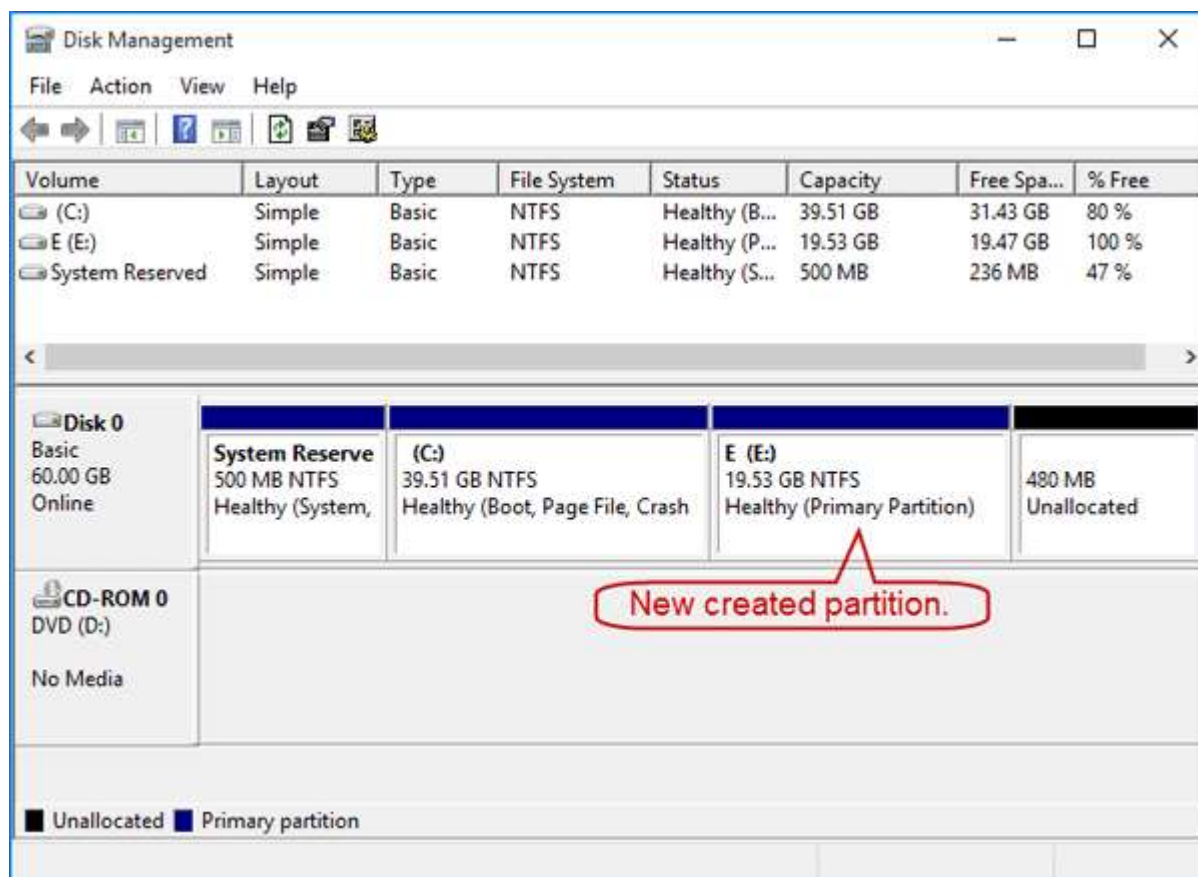 Disk Management
File Action View Help
Volume Layout Type File System Status Capacity Free Spa... % Free
(C:) Simple Basic NTFS Healthy (B... 39.51 GB 31.43 GB 80 %
E (E:) Simple Basic NTFS Healthy (P... 19.53 GB 19.47 GB 100 %
System Reserved Simple Basic NTFS Healthy (S... 500 MB 236 MB 47 %
Disk 0
Basic
60.00 GB
Online
System Reserve
500 MB NTFS
Healthy (System,
(C:)
39.51 GB NTFS
Healthy (Boot, Page File, Crash
E (E:)
19.53 GB NTFS
Healthy (Primary Partition)
480 MB
Unallocated
New created partition.
CD-ROM 0
DVD (D:)
No Media
Unallocated Primary partition